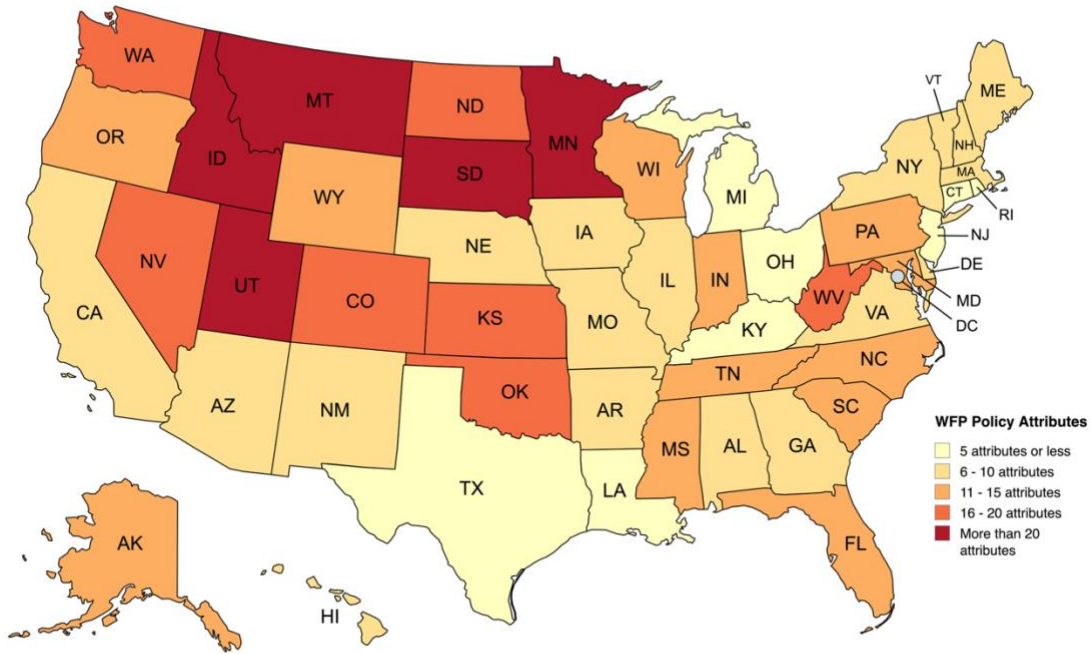 WA
MT
ND
MN
OR
ID
SD
WY
WI
MI
VT
ME
NH
NY
MA
CT
RI
NV
UT
CO
NE
IA
IL
IN
OH
PA
NJ
DE
MD
DC
WV
VA
CA
KS
MO
KY
AZ
NM
OK
AR
TN
NC
SC
MS
AL
GA
TX
LA
FL
AK
HI
WFP Policy Attributes
5 attributes or less
6 - 10 attributes
11 - 15 attributes
16 - 20 attributes
More than 20
attributes